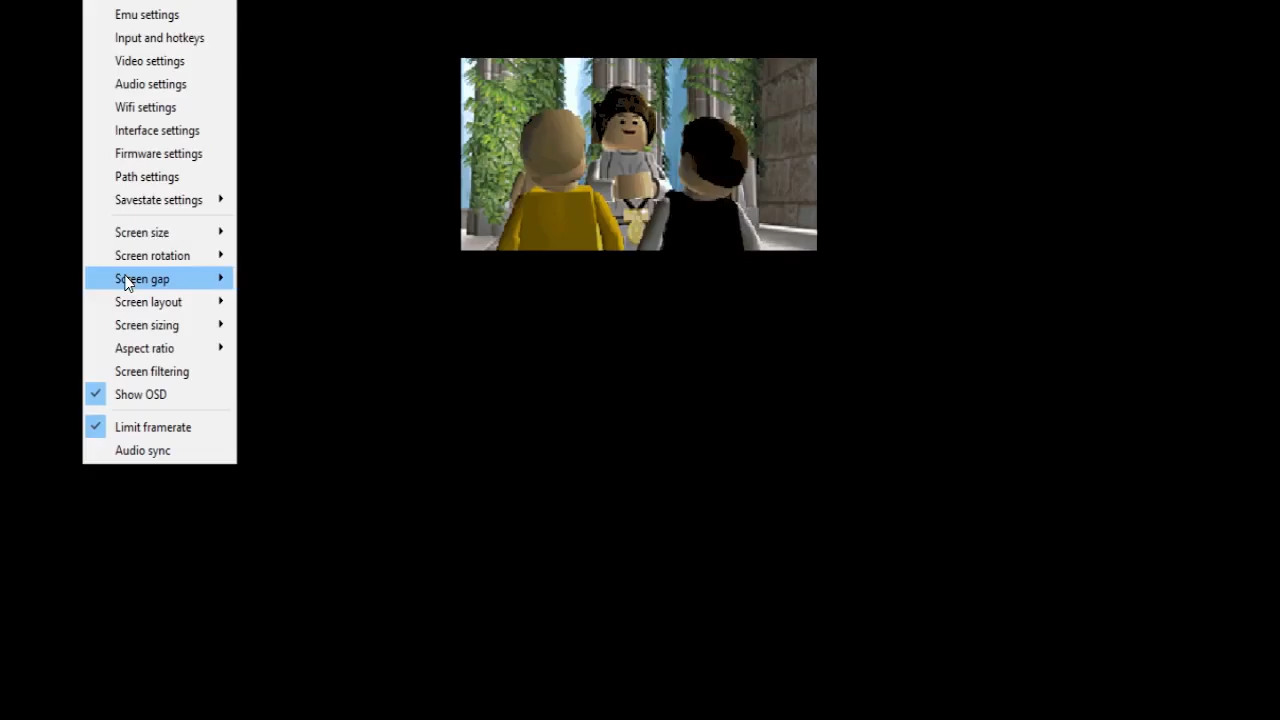 Emu settings
Input and hotkeys
Video settings
Audio settings
Wifi settings
Interface settings
Firmware settings
Path settings
Savestate settings
Screen size
Screen rotation
Screen gap
Screen layout
Screen sizing
Aspect ratio
Screen filtering
Show OSD
Limit framerate
Audio sync